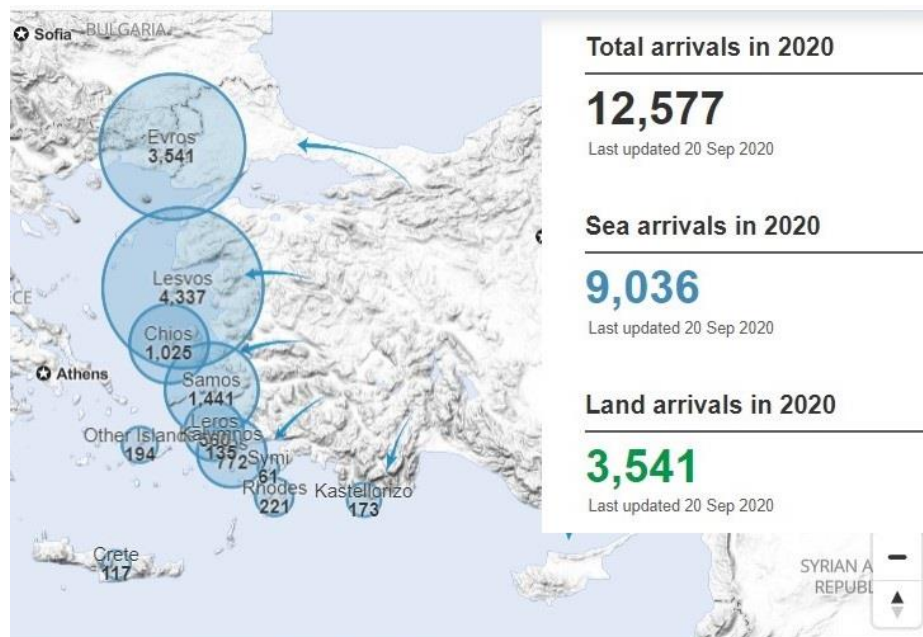 Sofia
BULGARIA
Evros
3,541
Lesvos
4,337
Chios
1,025
Athens
Samos
1,441
Leros
Kalymnos
135
772
Other Island
194
Symi
61
Rhodes
221
Kastellorizo
173
Crete
117
Total arrivals in 2020
12,577
Last updated 20 Sep 2020
Sea arrivals in 2020
9,036
Last updated 20 Sep 2020
Land arrivals in 2020
3,541
Last updated 20 Sep 2020
SYRIAN A
REPUBL